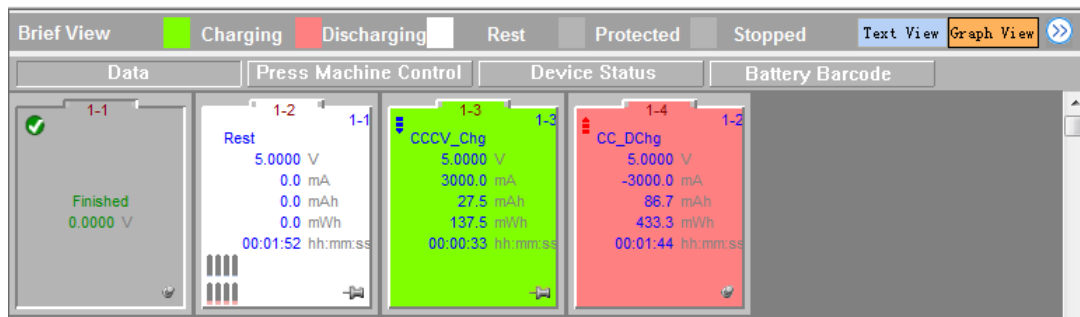 Brief View Charging Discharging Rest Protected Stopped Text View Graph View
Data Press Machine Control Device Status Battery Barcode
1-1
Finished
0.0000 V
1-2
1-1
Rest
5.0000 V
0.0 mA
0.0 mAh
0.0 mWh
00:01:52 hh:mm:ss
1-3
1-3
CCCV_Chg
5.0000 V
3000.0 mA
27.5 mAh
137.5 mWh
00:00:33 hh:mm:ss
1-4
1-2
CC_DChg
5.0000 V
-3000.0 mA
86.7 mAh
433.3 mWh
00:01:44 hh:mm:ss